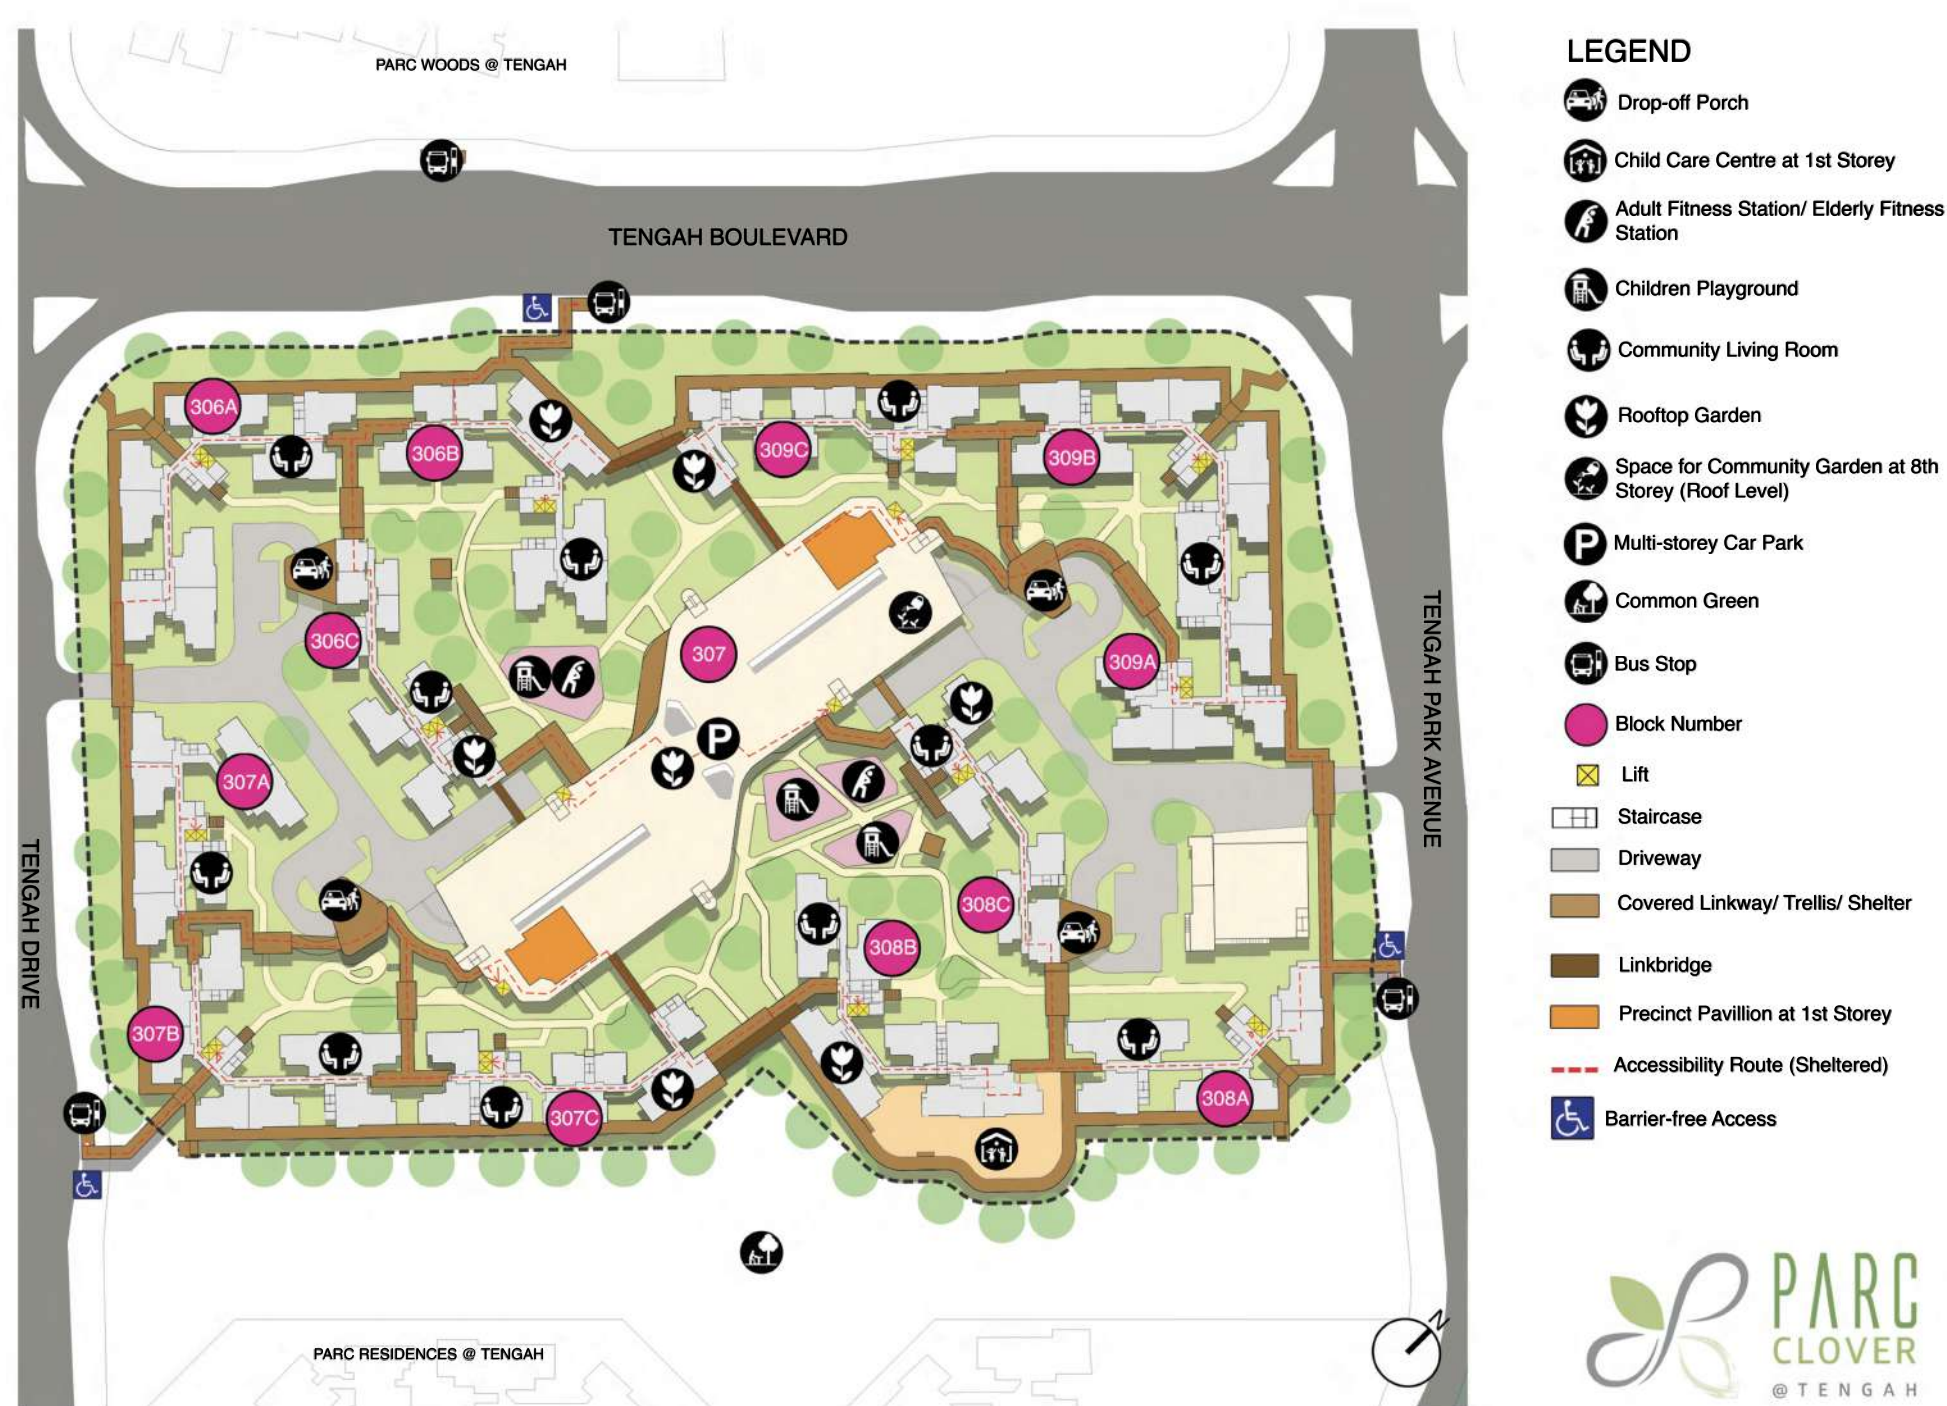 PARC WOODS @ TENGAH
TENGAH BOULEVARD
306A
306B
309C
309B
306C
307
309A
307A
308C
308B
307B
307C
308A
P
TENGAH DRIVE
TENGAH PARK AVENUE
PARC RESIDENCES @ TENGAH
N
LEGEND
Drop-off Porch
Child Care Centre at 1st Storey
Adult Fitness Station/ Elderly Fitness
Station
Children Playground
Community Living Room
Rooftop Garden
Space for Community Garden at 8th
Storey (Roof Level)
P Multi-storey Car Park
Common Green
Bus Stop
Block Number
Lift
Staircase
Driveway
Covered Linkway/ Trellis/ Shelter
Linkbridge
Precinct Pavillion at 1st Storey
Accessibility Route (Sheltered)
Barrier-free Access
PARC
CLOVER
@ TENGAH